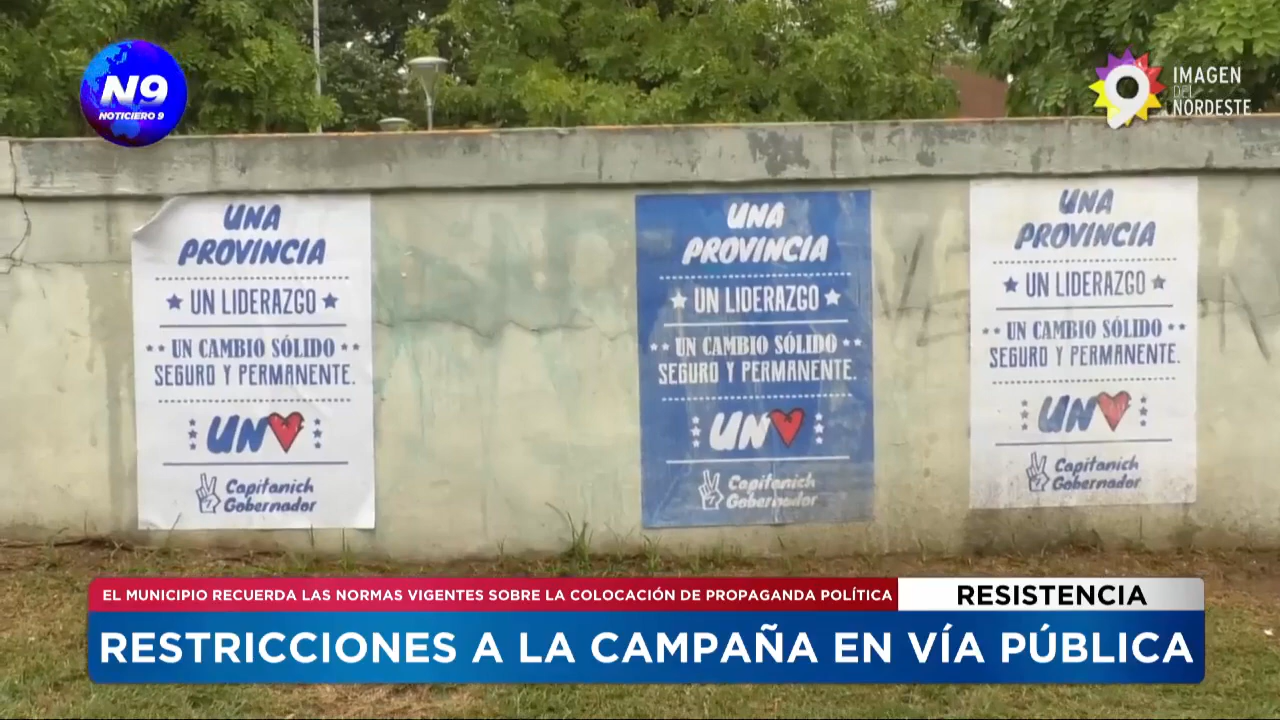 N9
NOTICIERO 9
IMAGEN
DEL
NORDESTE
UNA
PROVINCIA
UN LIDERAZGO
UN CAMBIO SÓLIDO
SEGURO Y PERMANENTE.
UN
Capitanich
Gobernador
UNA
PROVINCIA
UN LIDERAZGO
UN CAMBIO SÓLIDO
SEGURO Y PERMANENTE.
UN
Capitanich
Gobernador
UNA
PROVINCIA
UN LIDERAZGO
UN CAMBIO SÓLIDO
SEGURO Y PERMANENTE.
UN
Capitanich
Gobernador
EL MUNICIPIO RECUERDA LAS NORMAS VIGENTES SOBRE LA COLOCACIÓN DE PROPAGANDA POLÍTICA
RESISTENCIA
RESTRICCIONES A LA CAMPAÑA EN VÍA PÚBLICA